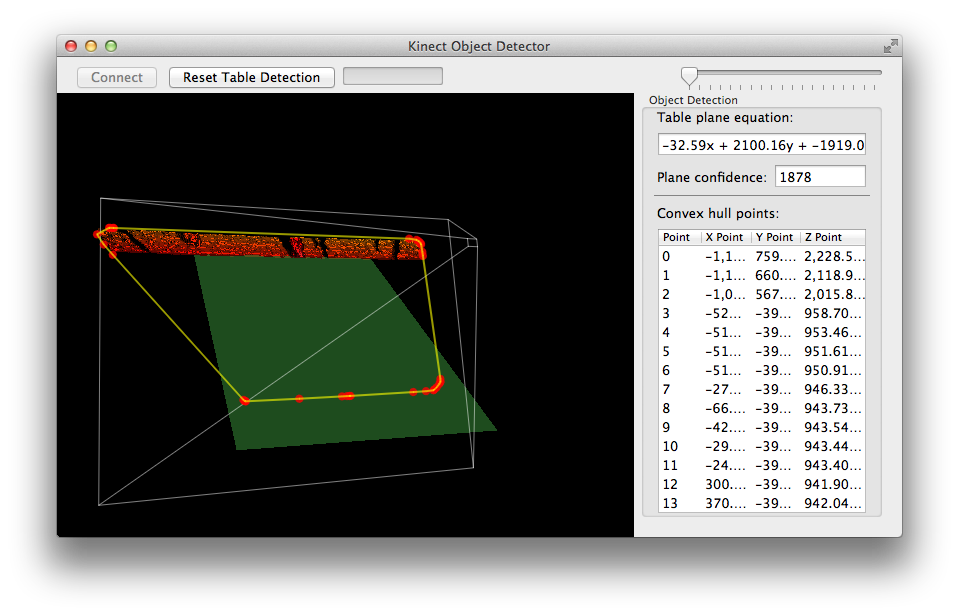 Kinect Object Detector
Connect
Reset Table Detection
Object Detection
Table plane equation:
-32.59x + 2100.16y + -1919.0
Plane confidence: 1878
Convex hull points:
Point X Point Y Point Z Point
0 -1,1... 759.... 2,228.5...
1 -1,1... 660.... 2,118.9...
2 -1,0... 567.... 2,015.8...
3 -52... -39... 958.70...
4 -51... -39... 953.46...
5 -51... -39... 951.61...
6 -51... -39... 950.91...
7 -27... -39... 946.33...
8 -66... -39... 943.73...
9 -42... -39... 943.54...
10 -29... -39... 943.44...
11 -24... -39... 943.40...
12 300.... -39... 941.90...
13 370.... -39... 942.04...